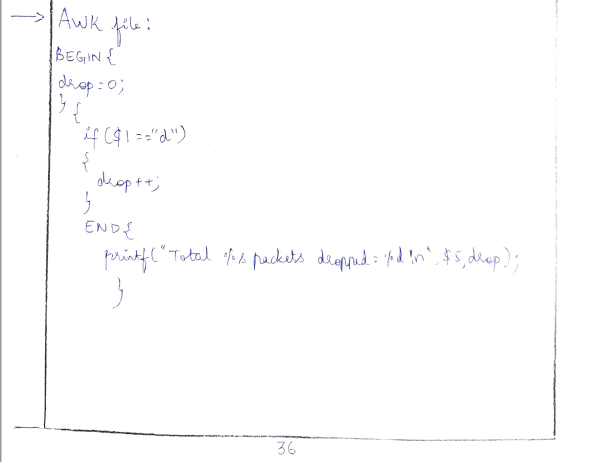 → AWK file:
BEGIN {
drop=0;
} {
if ($1=="d")
{
drop++;
}
END {
printf("Total %s packets dropped = %d \n", $5, drop);
}
36